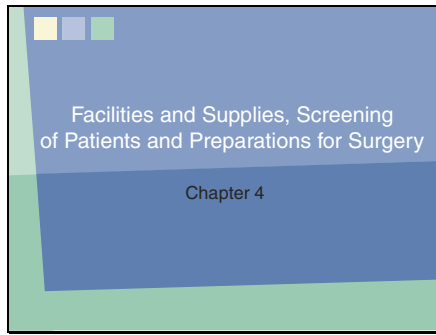 Facilities and Supplies, Screening
of Patients and Preparations for Surgery
Chapter 4